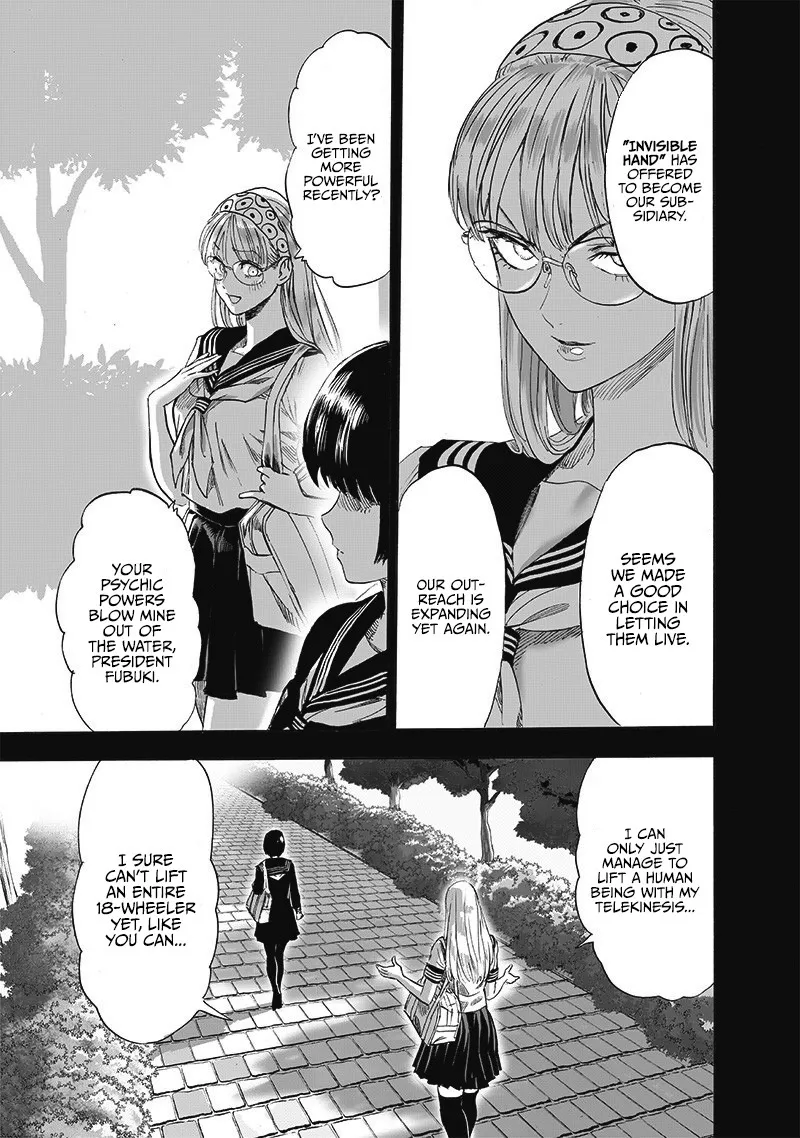 "INVISIBLE
HAND" HAS
OFFERED
TO BECOME
OUR SUB-
SIDIARY.
SEEMS
WE MADE
A GOOD
CHOICE IN
LETTING
THEM LIVE.
OUR OUT-
REACH IS
EXPANDING
YET AGAIN.
I'VE BEEN
GETTING
MORE
POWERFUL
RECENTLY?
YOUR
PSYCHIC
POWERS
BLOW MINE
OUT OF
THE WATER,
PRESIDENT
FUBUKI.
I CAN
ONLY JUST
MANAGE TO
LIFT A HUMAN
BEING WITH MY
TELEKINESIS...
I SURE
CAN'T LIFT
AN ENTIRE
18-WHEELER
YET, LIKE
YOU CAN...